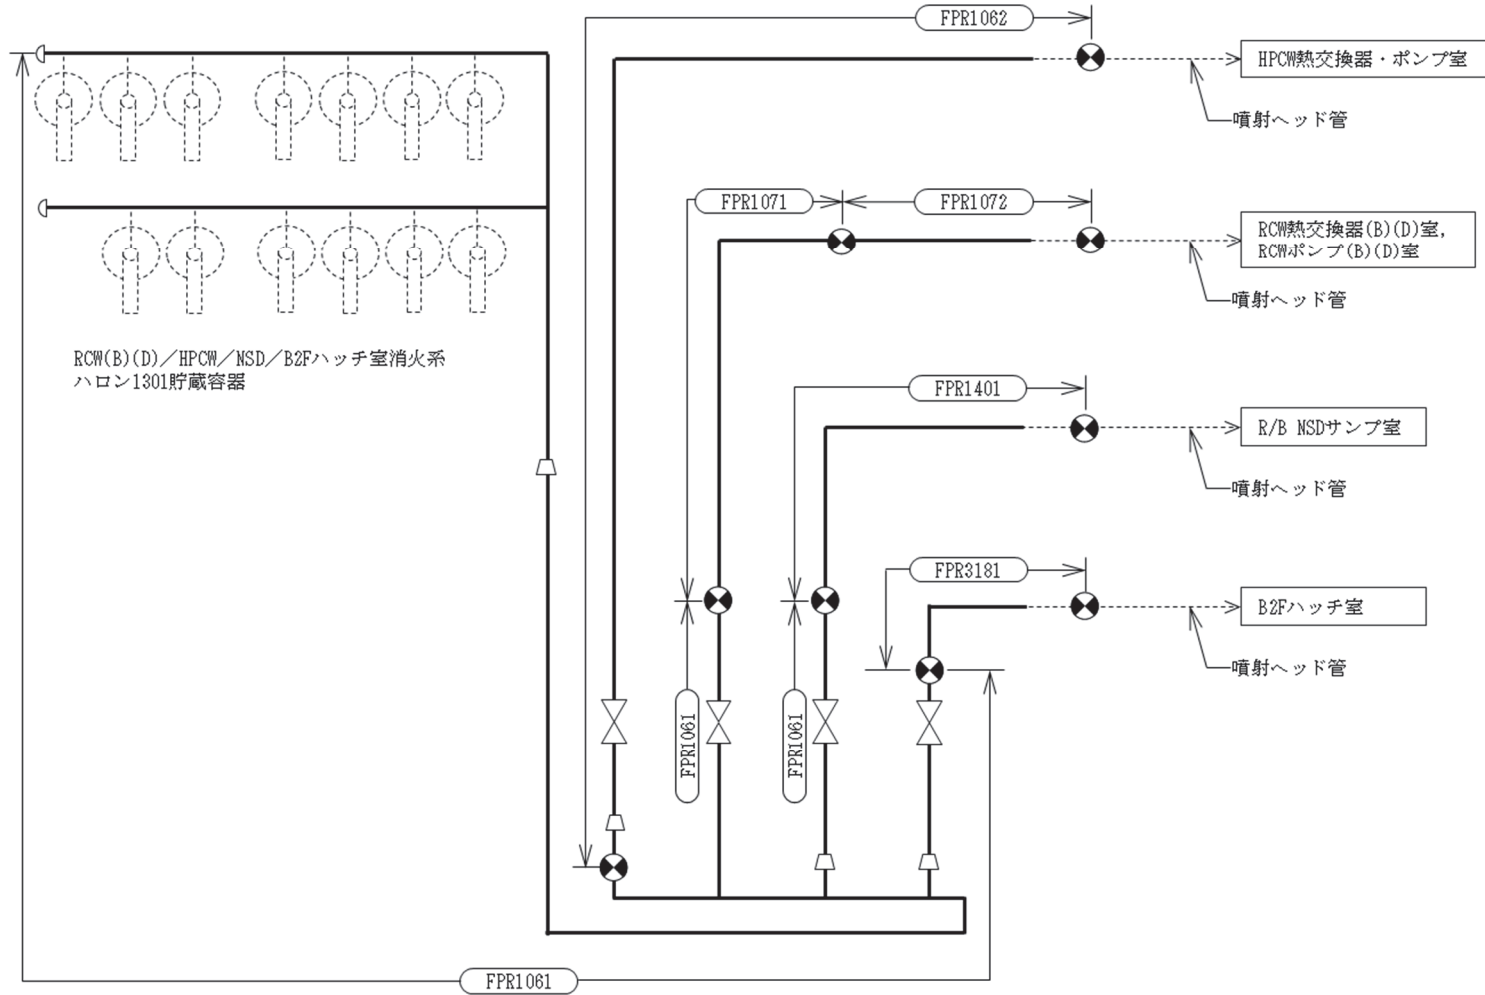 FPR1062
HPCW熱交換器・ポンプ室
噴射ヘッド管
FPR1071
FPR1072
RCW熱交換器(B)(D)室,
RCWポンプ(B)(D)室
噴射ヘッド管
RCW(B)(D)／HPCW／NSD／B2Fハッチ室消火系
ハロン1301貯蔵容器
FPR1401
R/B NSDサンプ室
噴射ヘッド管
FPR3181
B2Fハッチ室
噴射ヘッド管
FPR1061
FPR1061
FPR1061